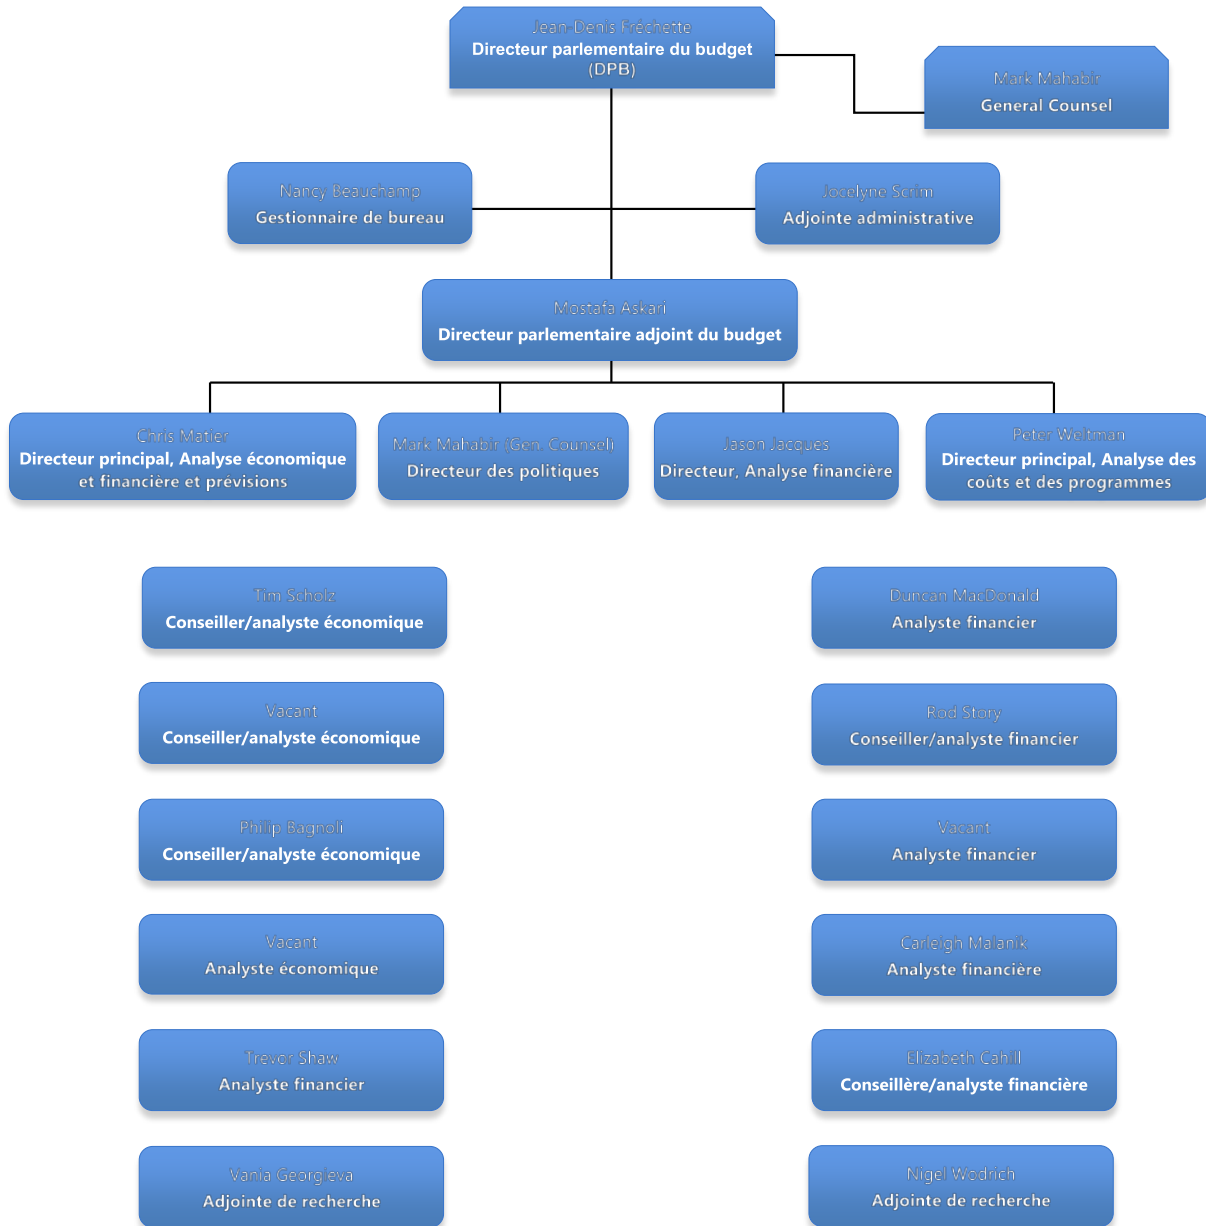 Jean-Denis Fréchette
Directeur parlementaire du budget
(DPB)
Mark Mahabir
General Counsel
Nancy Beauchamp
Gestionnaire de bureau
Jocelyne Scrim
Adjointe administrative
Mostafa Askari
Directeur parlementaire adjoint du budget
Chris Matier
Directeur principal, Analyse économique
et financière et prévisions
Mark Mahabir (Gen. Counsel)
Directeur des politiques
Jason Jacques
Directeur, Analyse financière
Peter Weltman
Directeur principal, Analyse des
coûts et des programmes
Tim Scholz
Conseiller/analyste économique
Duncan MacDonald
Analyste financier
Vacant
Conseiller/analyste économique
Rod Story
Conseiller/analyste financier
Philip Bagnoli
Conseiller/analyste économique
Vacant
Analyste financier
Vacant
Analyste économique
Carleigh Malanik
Analyste financière
Trevor Shaw
Analyste financier
Elizabeth Cahill
Conseillère/analyste financière
Vania Georgieva
Adjointe de recherche
Nigel Wodrich
Adjointe de recherche